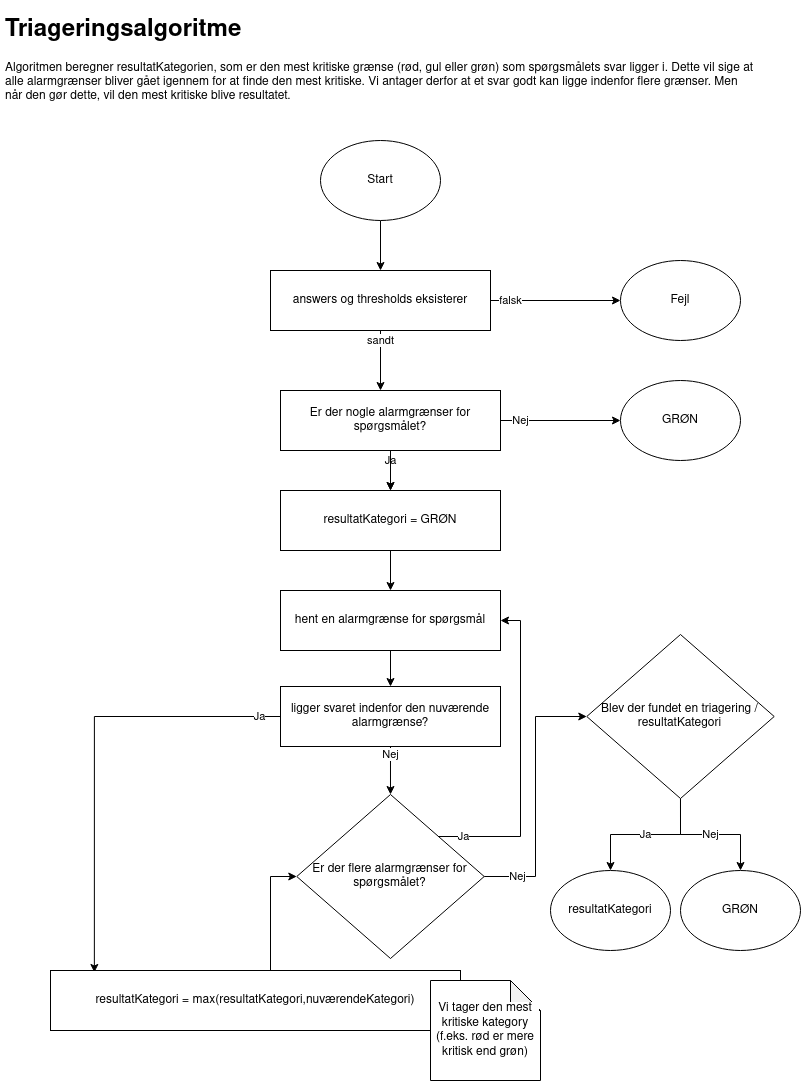 Triageringsalgoritme
Algoritmen beregner resultatKategorien, som er den mest kritiske grænse (rød, gul eller grøn) som spørgsmålets svar ligger i. Dette vil sige at
alle alarmgrænser bliver gået igennem for at finde den mest kritiske. Vi antager derfor at et svar godt kan ligge indenfor flere grænser. Men
når den gør dette, vil den mest kritiske blive resultatet.
Start
answers og thresholds eksisterer
falsk
Fejl
sandt
Er der nogle alarmgrænser for
spørgsmålet?
Nej
GRØN
Ja
resultatKategori = GRØN
hent en alarmgrænse for spørgsmål
ligger svaret indenfor den nuværende
alarmgrænse?
Ja
Nej
Blev der fundet en triagering /
resultatKategori
Er der flere alarmgrænser for
spørgsmålet?
Ja
Nej
Ja
Nej
resultatKategori
GRØN
resultatKategori = max(resultatKategori,nuværendeKategori)
Vi tager den mest
kritiske kategory
(f.eks. rød er mere
kritisk end grøn)